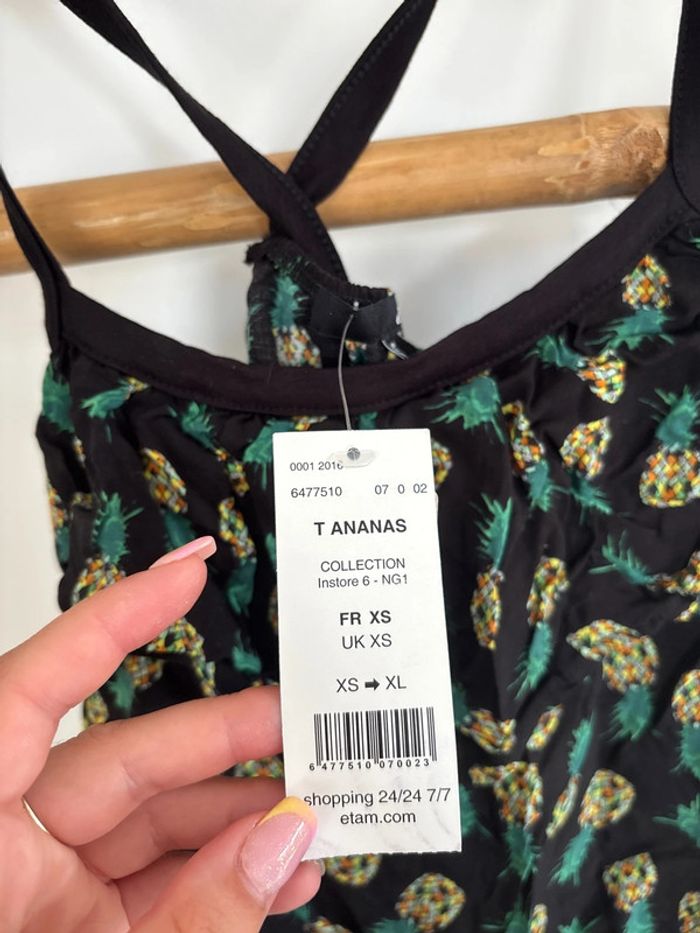 0001 2016
6477510 07 0 02
T ANANAS
COLLECTION
Instore 6 - NG1
FR XS
UK XS
XS ➡ XL
6 477510 070023
shopping 24/24 7/7
etam.com